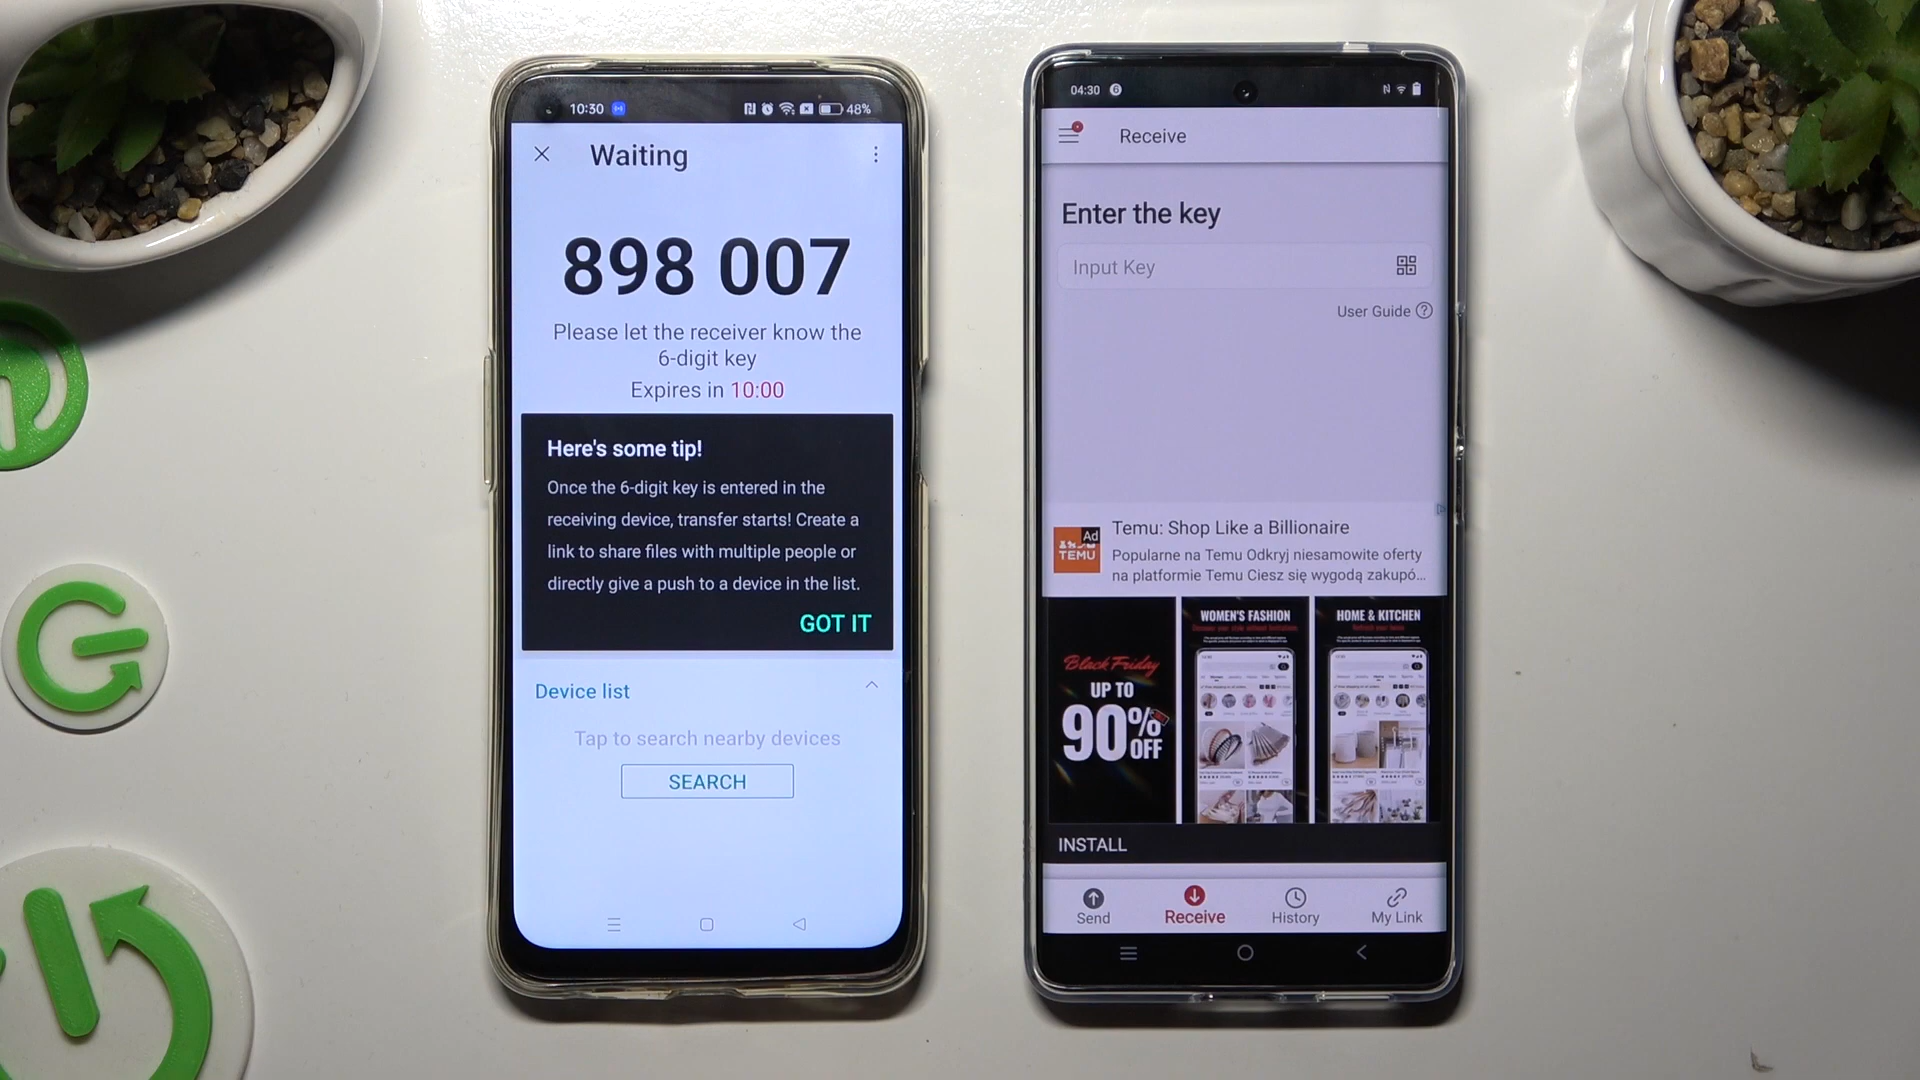 10:30
48%
Waiting
898 007
Please let the receiver know the
6-digit key
Expires in 10:00
Here's some tip!
Once the 6-digit key is entered in the
receiving device, transfer starts! Create a
link to share files with multiple people or
directly give a push to a device in the list.
GOT IT
Device list
Tap to search nearby devices
SEARCH
04:30
Receive
Enter the key
Input Key
User Guide
Ad
TEMU
Temu: Shop Like a Billionaire
Popularne na Temu Odkryj niesamowite oferty
na platformie Temu Ciesz się wygodą zakupó...
Black Friday
UP TO
90% OFF
WOMEN'S FASHION
HOME & KITCHEN
INSTALL
Send
Receive
History
My Link